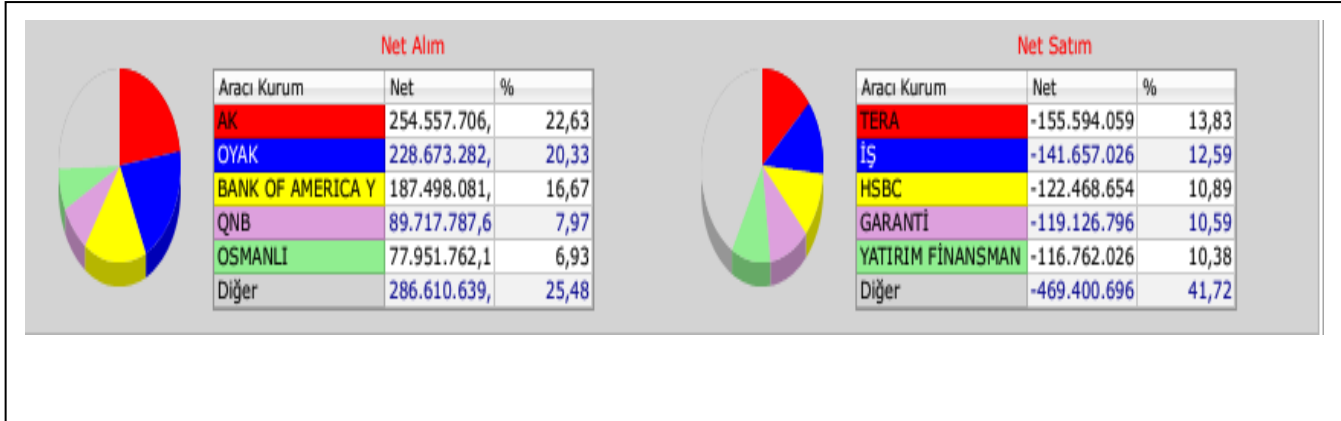 Net Alım
Aracı Kurum Net %
AK 254.557.706, 22,63
OYAK 228.673.282, 20,33
BANK OF AMERICA Y 187.498.081, 16,67
QNB 89.717.787,6 7,97
OSMANLI 77.951.762,1 6,93
Diğer 286.610.639, 25,48
Net Satım
Aracı Kurum Net %
TERA -155.594.059 13,83
İŞ -141.657.026 12,59
HSBC -122.468.654 10,89
GARANTİ -119.126.796 10,59
YATIRIM FİNANSMAN -116.762.026 10,38
Diğer -469.400.696 41,72